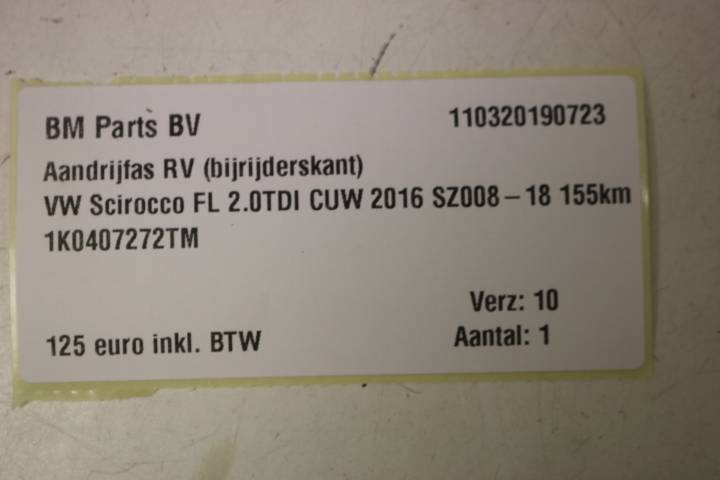 BM Parts BV 110320190723
Aandrijfas RV (bijrijderskant)
VW Scirocco FL 2.0TDI CUW 2016 SZ008-18 155km
1K0407272TM
Verz: 10
125 euro inkl. BTW Aantal: 1